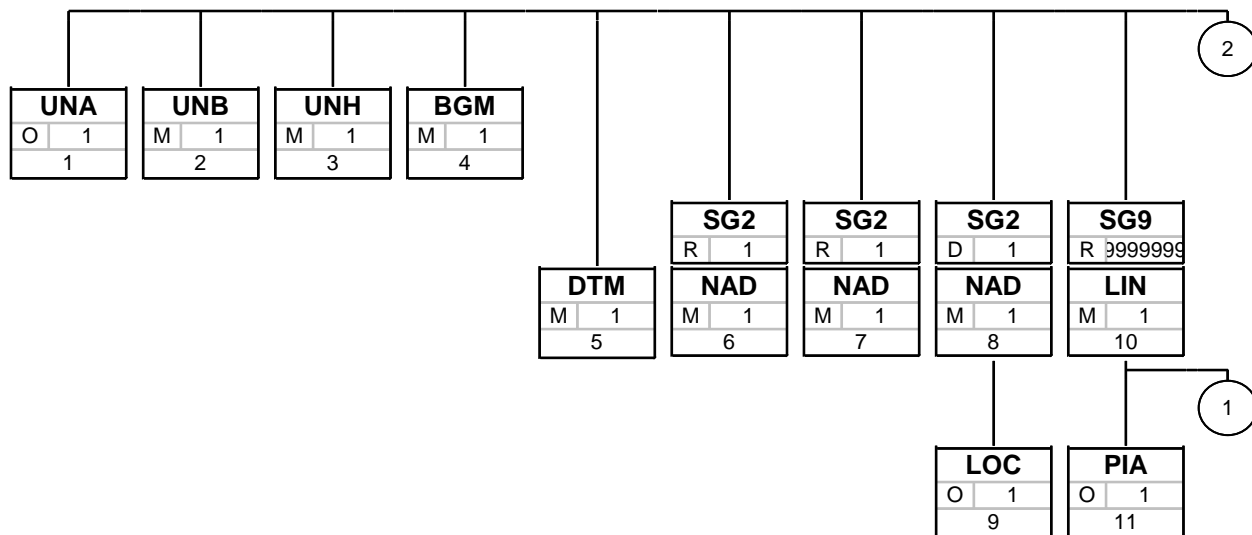 2
UNA
O 1
1
UNB
M 1
2
UNH
M 1
3
BGM
M 1
4
DTM
M 1
5
SG2
R 1
NAD
M 1
6
SG2
R 1
NAD
M 1
7
SG2
D 1
NAD
M 1
8
SG9
R 9999999
LIN
M 1
10
1
LOC
O 1
9
PIA
O 1
11